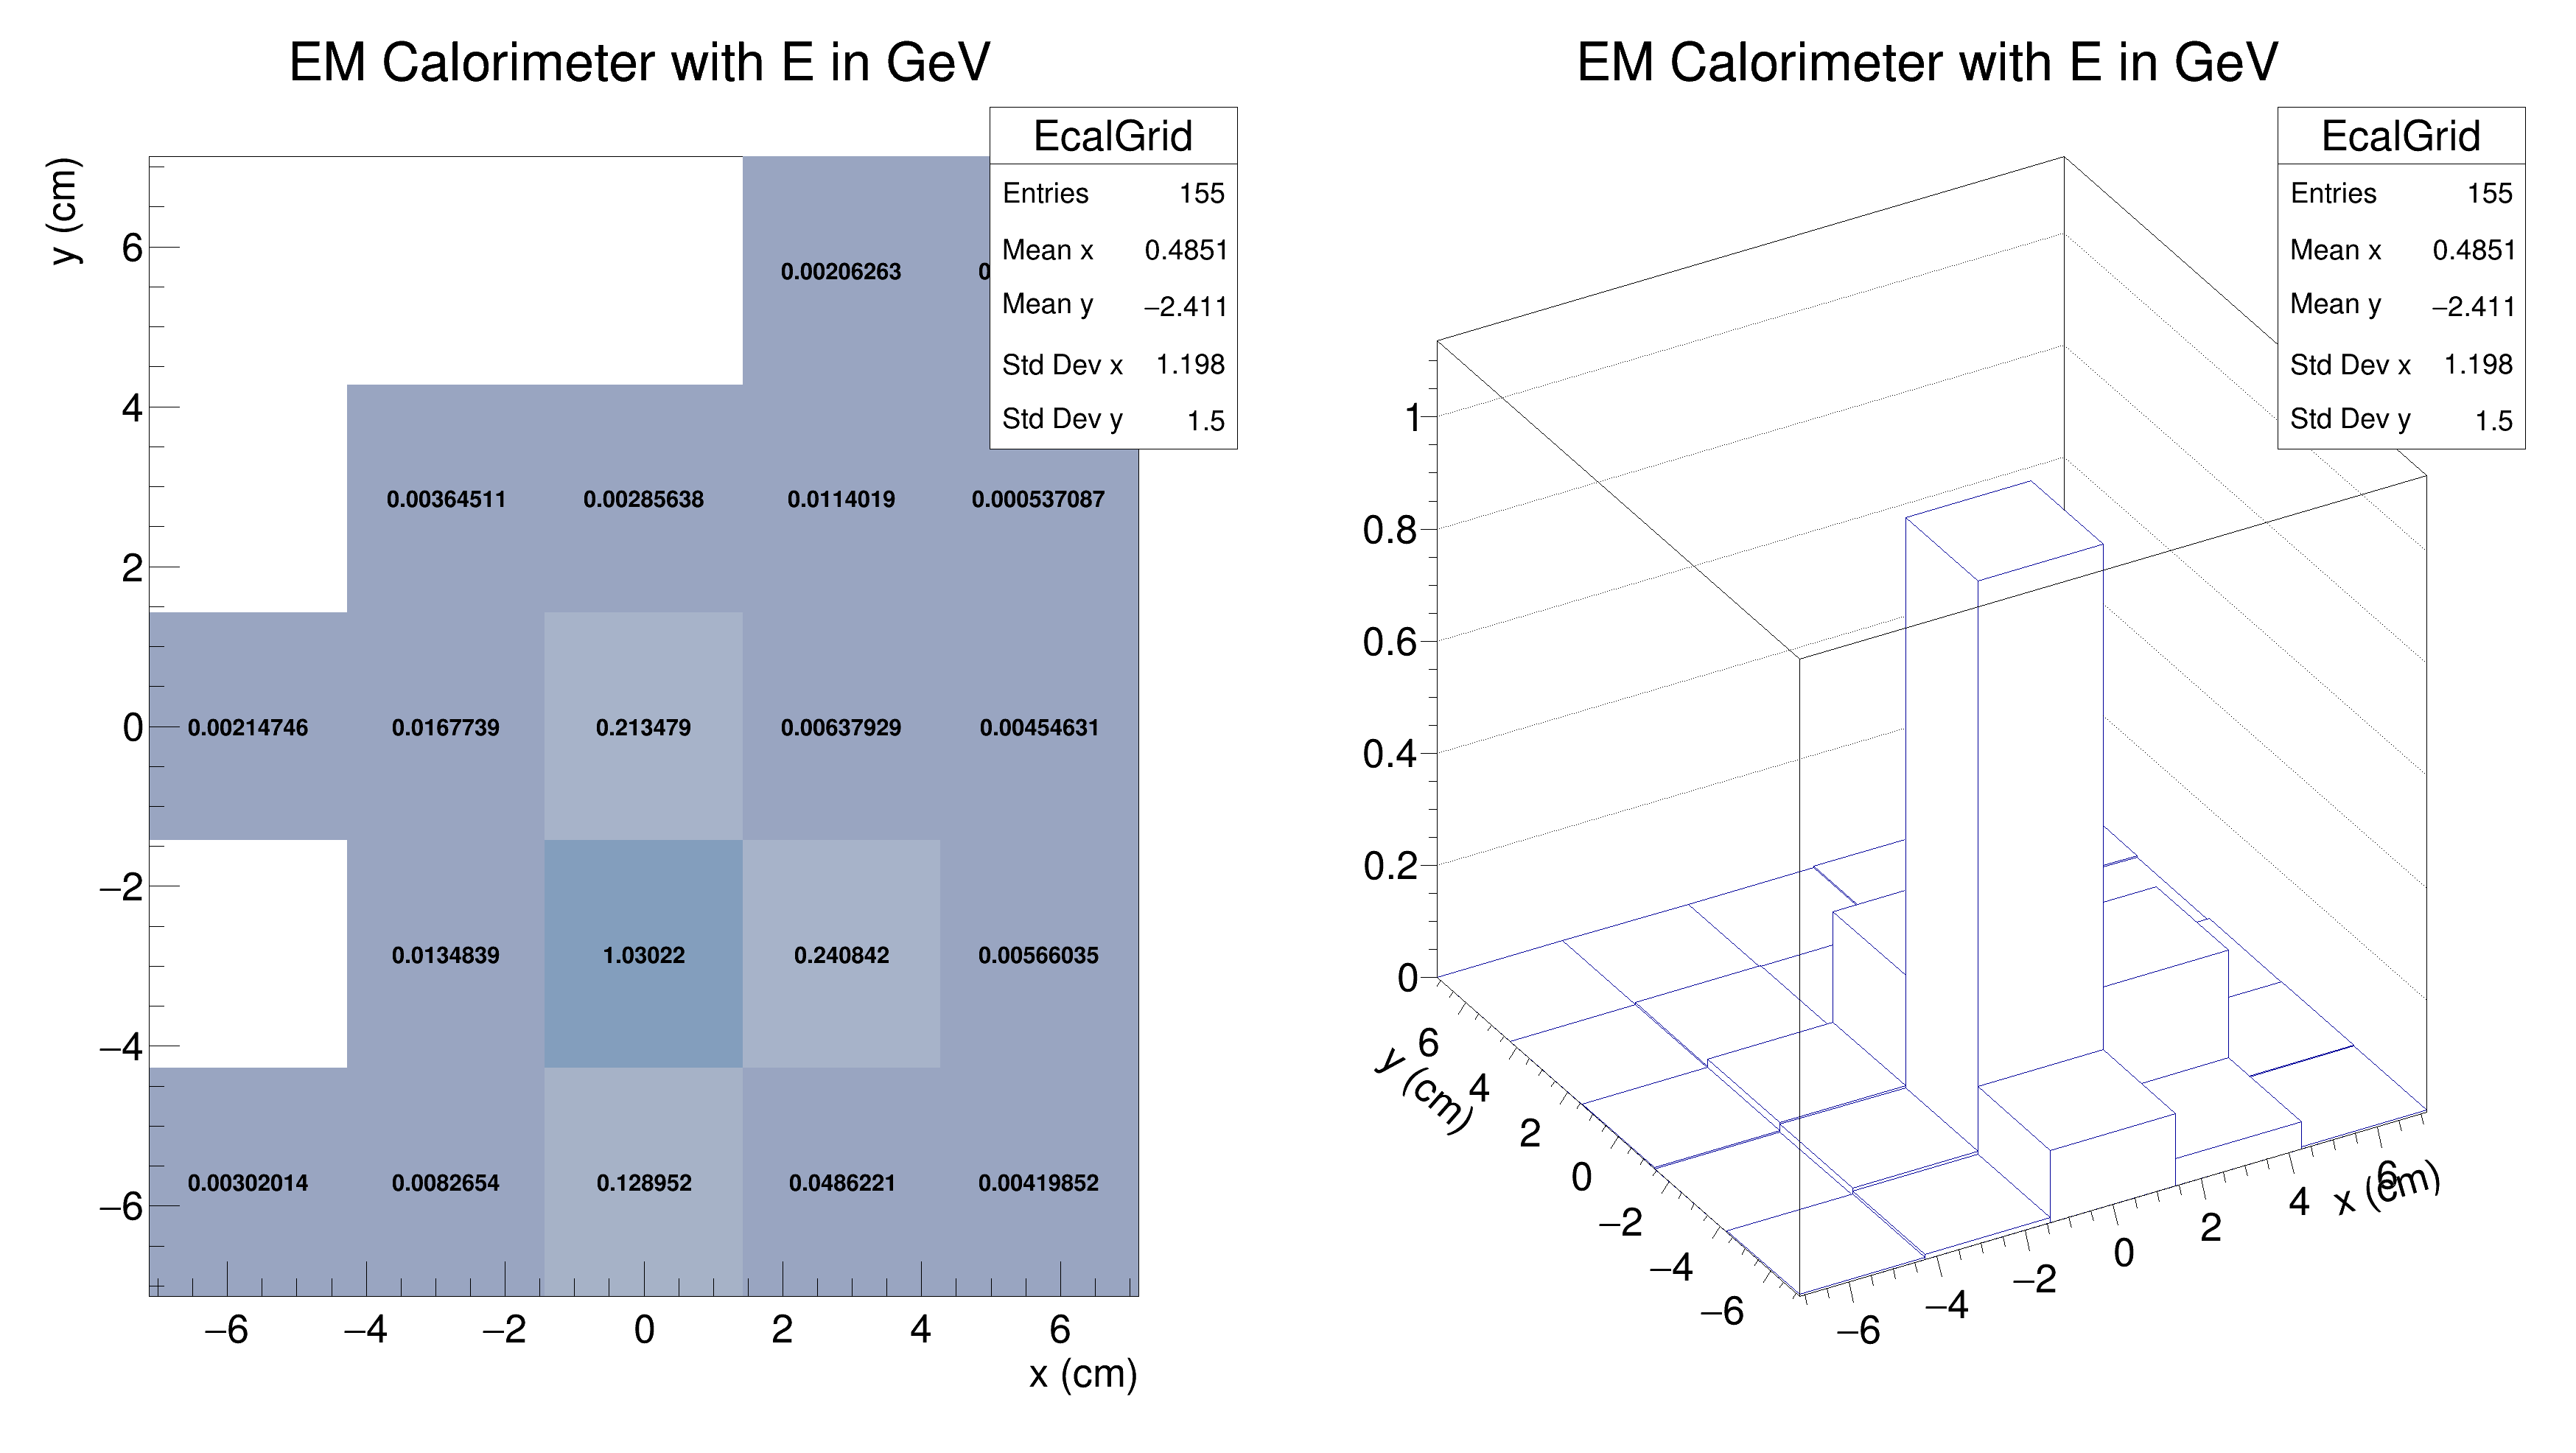 EM Calorimeter with E in GeV
EcalGrid
Entries 155
Mean x 0.4851
Mean y −2.411
Std Dev x 1.198
Std Dev y 1.5
y (cm)
6
4
2
0
−2
−4
−6
0.00206263
0.00364511 0.00285638 0.0114019 0.000537087
0.00214746 0.0167739 0.213479 0.00637929 0.00454631
0.0134839 1.03022 0.240842 0.00566035
0.00302014 0.0082654 0.128952 0.0486221 0.00419852
−6 −4 −2 0 2 4 6
x (cm)
EM Calorimeter with E in GeV
EcalGrid
Entries 155
Mean x 0.4851
Mean y −2.411
Std Dev x 1.198
Std Dev y 1.5
1
0.8
0.6
0.4
0.2
0
6
4
2
0
−2
−4
−6
y (cm)
−6
−4
−2
0
2
4
6
x (cm)